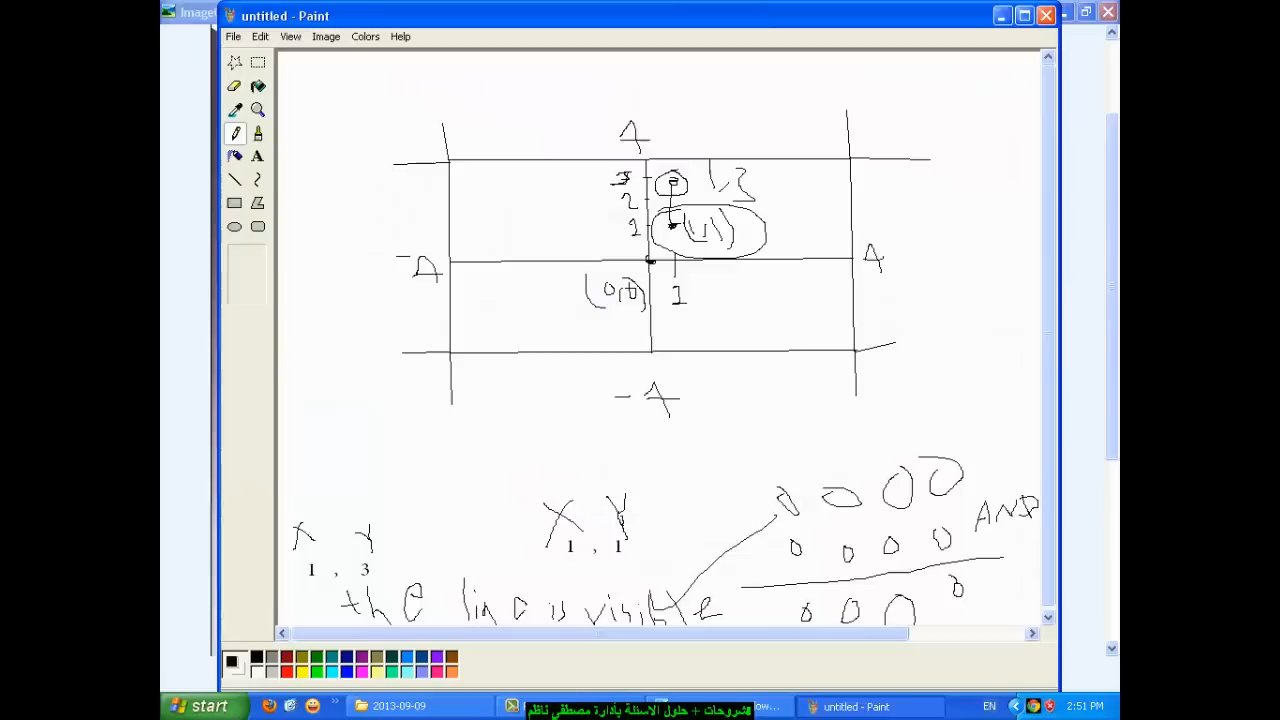 Image
untitled - Paint
File Edit View Image Colors Help
4
3
1,3
2
1
(1,1)
-4
4
(0,0)
1
-4
0 0 0 0
X Y
AND
X Y
1 , 1
0 0 0 0
1 , 3
the line is visible
0 0 0 0
start
2013-09-09
low...
untitled - Paint
EN
2:51 PM
شروحات + حلول الاسئلة بأدارة مصطفى ناظم